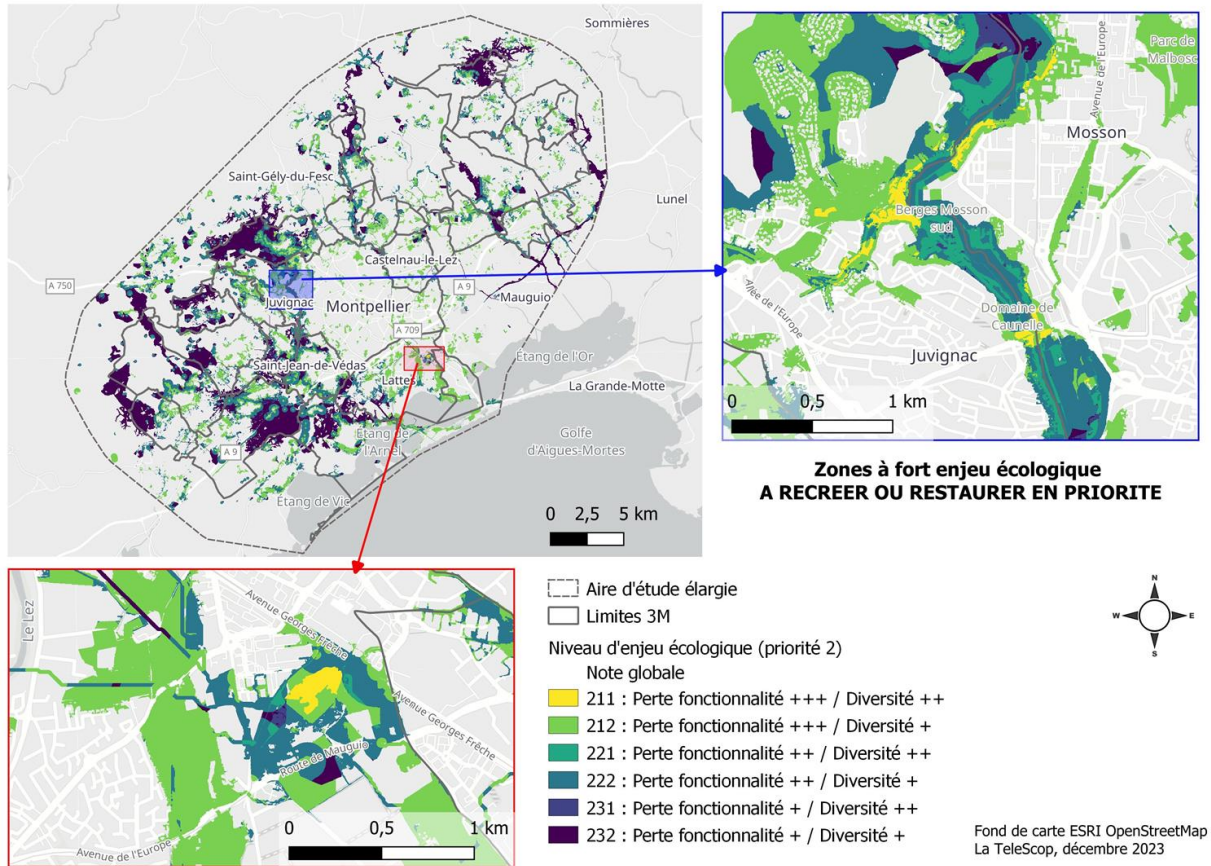 Sommières
Saint-Gély-du-Fesc
Lunel
Castelnau-le-Lez
A 750
A 9
Juvignac
Montpellier
Mauguio
A 709
Étang de l'Or
Saint-Jean-de-Védas
Lattes
La Grande-Motte
Étang de
l'Arnel
Golfe
d'Aigues-Mortes
A 9
Étang de Vic
0 2,5 5 km
Parc de
Malbosc
Avenue de l'Europe
Mosson
Berges Mosson
sud
Allée de l'Europe
Domaine de
Caunelle
Juvignac
0 0,5 1 km
Zones à fort enjeu écologique
A RECREER OU RESTAURER EN PRIORITE
Le Lez
Avenue Georges Frêche
Avenue Georges Frêche
Route de Mauguio
Avenue de l'Europe
0 0,5 1 km
Aire d'étude élargie
Limites 3M
Niveau d'enjeu écologique (priorité 2)
Note globale
211 : Perte fonctionnalité +++ / Diversité ++
212 : Perte fonctionnalité +++ / Diversité +
221 : Perte fonctionnalité ++ / Diversité ++
222 : Perte fonctionnalité ++ / Diversité +
231 : Perte fonctionnalité + / Diversité ++
232 : Perte fonctionnalité + / Diversité +
N
W E
S
Fond de carte ESRI OpenStreetMap
La TeleScop, décembre 2023